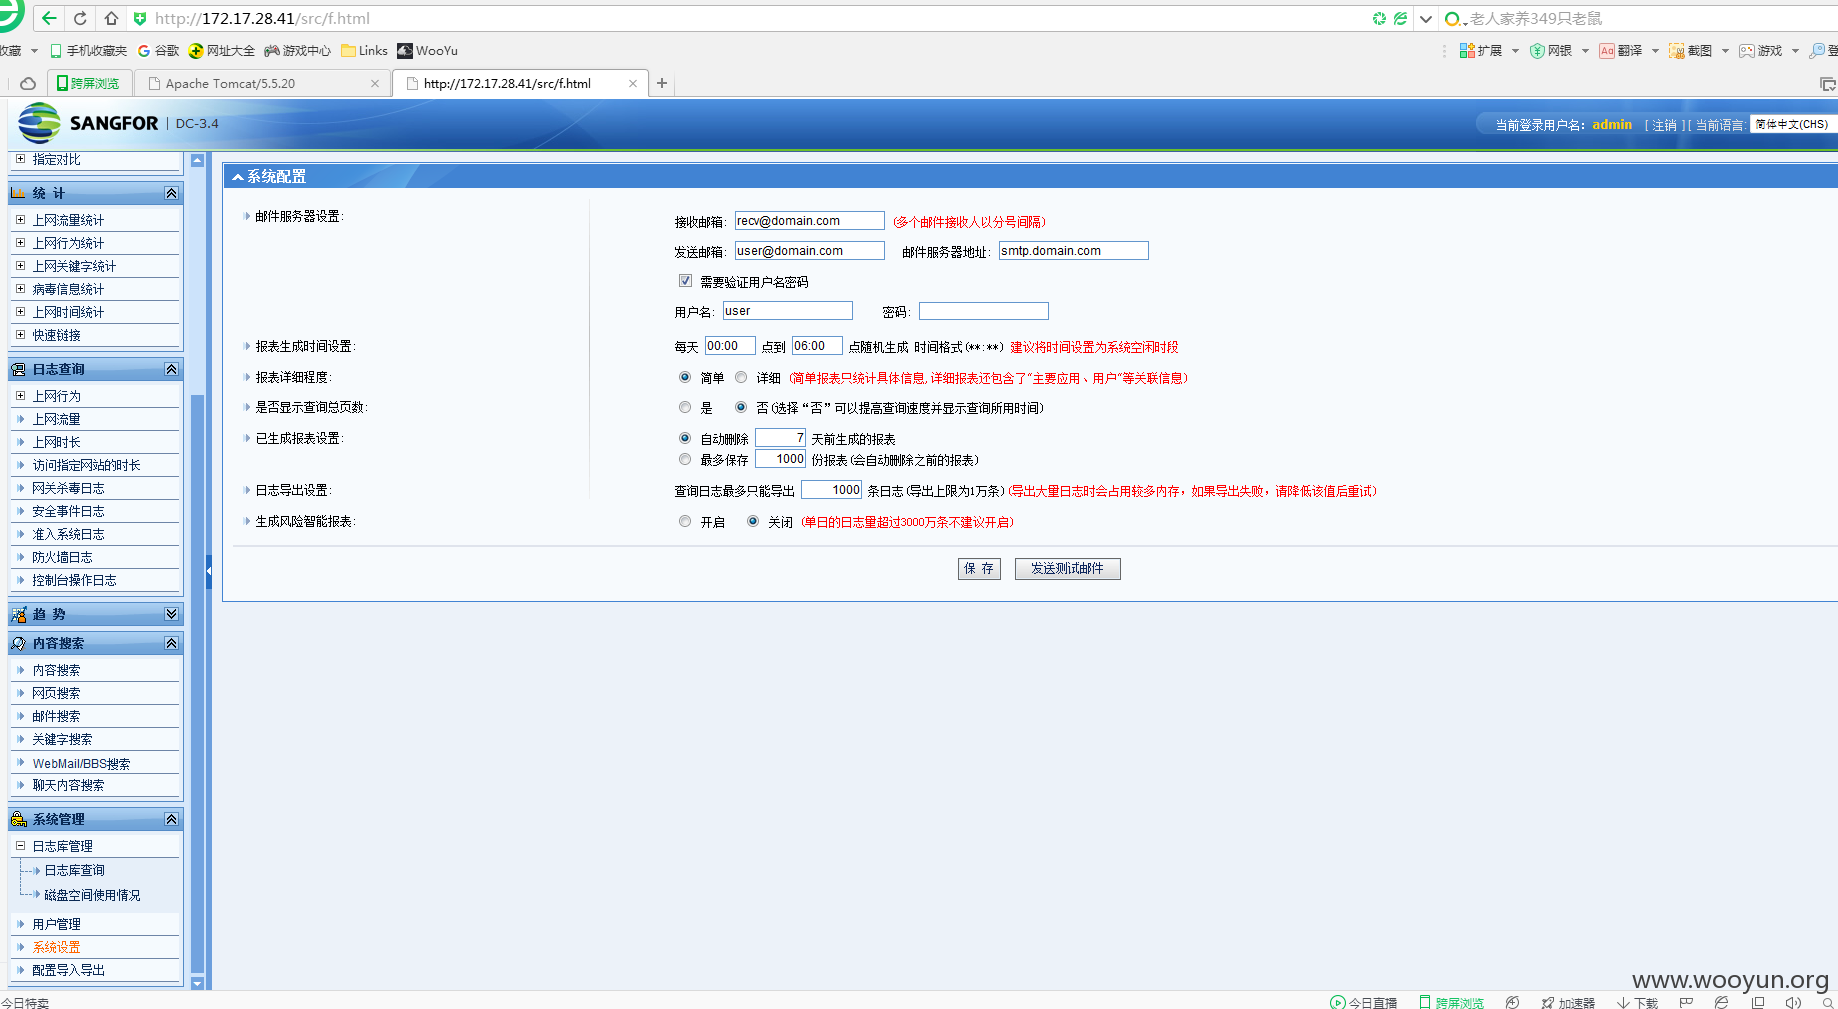 http://172.17.28.41/src/f.html
老人家养349只老鼠
收藏 手机收藏夹 谷歌 网址大全 游戏中心 Links WooYu
扩展 网银 翻译 截图 游戏 登
跨屏浏览 Apache Tomcat/5.5.20 http://172.17.28.41/src/f.html
SANGFOR | DC-3.4
当前登录用户名: admin [ 注销 ] [ 当前语言: 简体中文(CHS)
指定对比
统 计
上网流量统计
上网行为统计
上网关键字统计
病毒信息统计
上网时间统计
快速链接
日志查询
上网行为
上网流量
上网时长
访问指定网站的时长
网关杀毒日志
安全事件日志
准入系统日志
防火墙日志
控制台操作日志
趋 势
内容搜索
内容搜索
网页搜索
邮件搜索
关键字搜索
WebMail/BBS搜索
聊天内容搜索
系统管理
日志库管理
日志库查询
磁盘空间使用情况
用户管理
系统设置
配置导入导出
系统配置
邮件服务器设置:
接收邮箱: recv@domain.com (多个邮件接收人以分号间隔)
发送邮箱: user@domain.com 邮件服务器地址: smtp.domain.com
需要验证用户名密码
用户名: user 密码:
报表生成时间设置: 每天 00:00 点到 06:00 点随机生成 时间格式(**:**) 建议将时间设置为系统空闲时段
报表详细程度: 简单 详细 (简单报表只统计具体信息, 详细报表还包含了"主要应用、用户"等关联信息)
是否显示查询总页数: 是 否(选择“否”可以提高查询速度并显示查询所用时间)
已生成报表设置: 自动删除 7 天前生成的报表
最多保存 1000 份报表(会自动删除之前的报表)
日志导出设置: 查询日志最多只能导出 1000 条日志(导出上限为1万条)(导出大量日志时会占用较多内存，如果导出失败，请降低该值后重试)
生成风险智能报表: 开启 关闭 (单日的日志量超过3000万条不建议开启)
保 存 发送测试邮件
www.wooyun.org
今日特卖 今日直播 跨屏浏览 加速器 下载